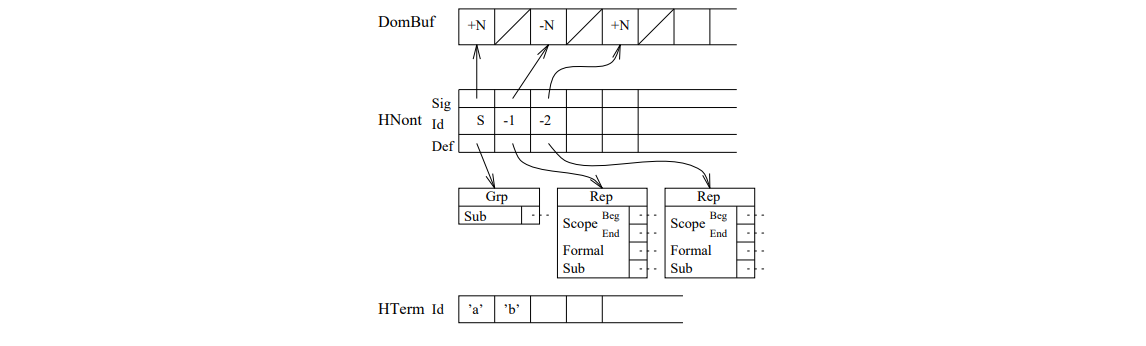 DomBuf +N -N +N
Sig
HNont Id S -1 -2
Def
Grp Rep Rep
Sub - - -
Scope Beg - - - Scope Beg - - -
End - - - End - - -
Formal - - - Formal - - -
Sub - - - Sub - - -
HTerm Id 'a' 'b'